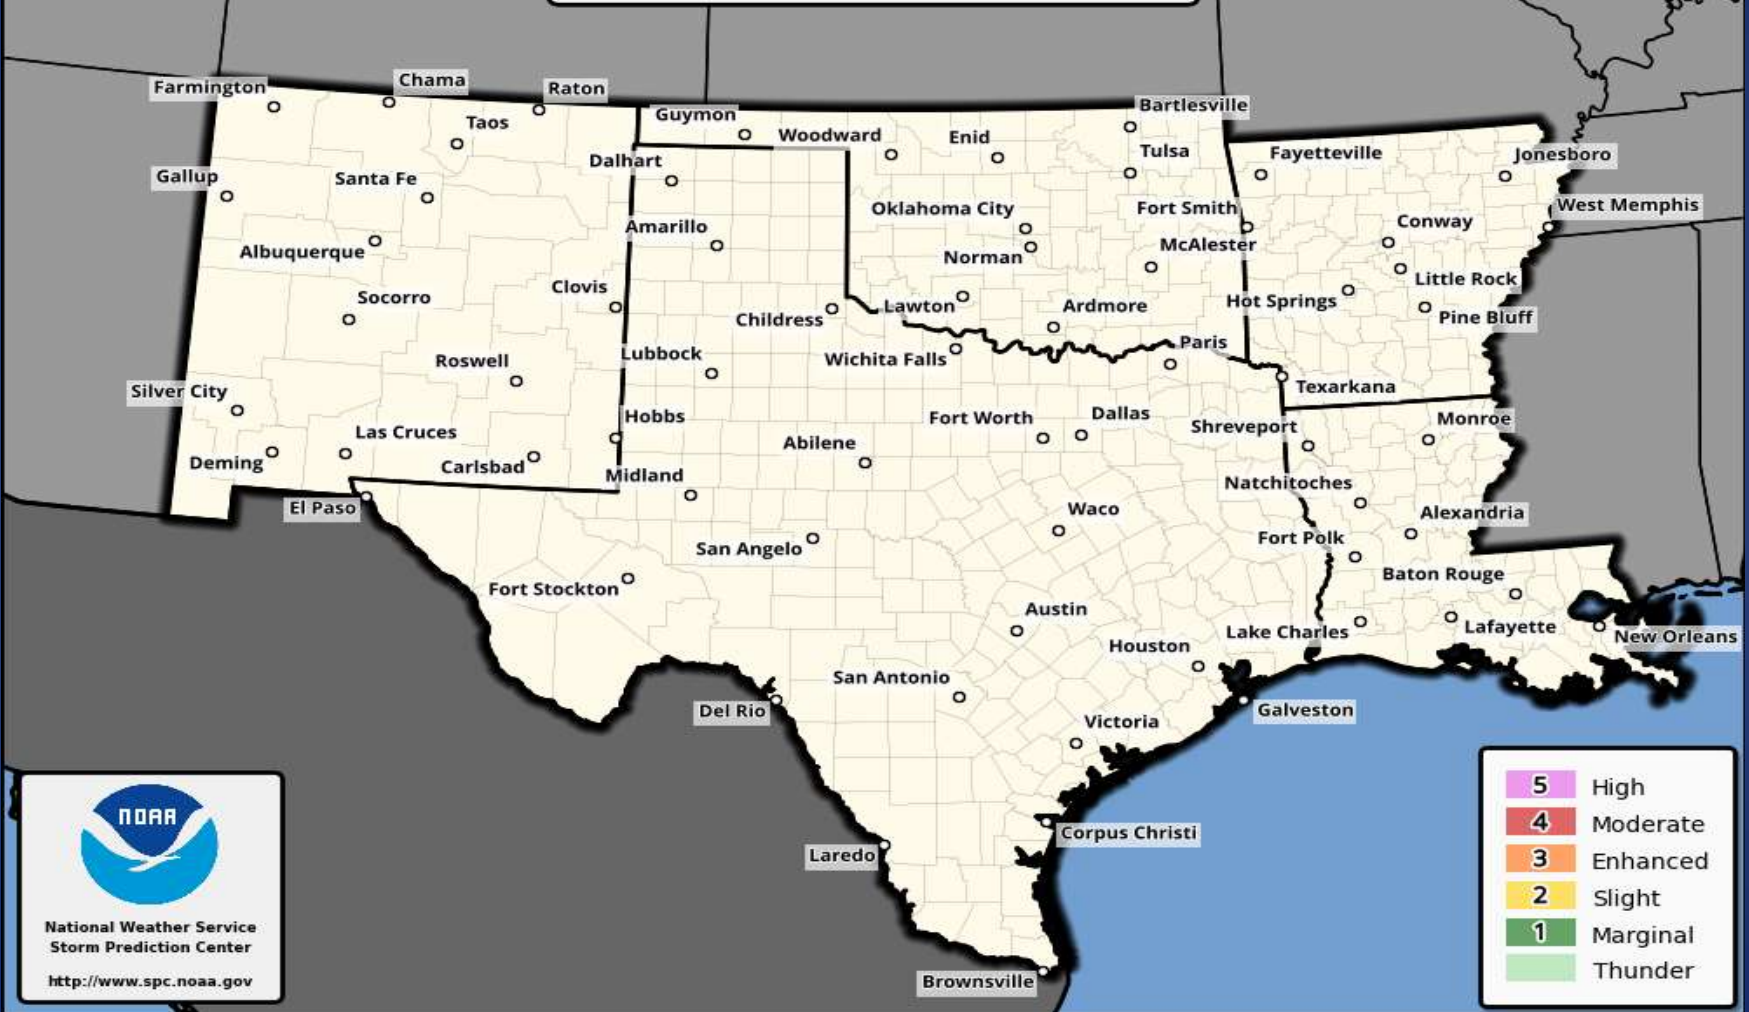 Farmington
Chama
Raton
Taos
Guymon
Woodward
Enid
Bartlesville
Tulsa
Fayetteville
Jonesboro
Dalhart
Gallup
Santa Fe
Oklahoma City
Fort Smith
West Memphis
Amarillo
Conway
Albuquerque
Norman
McAlester
Little Rock
Clovis
Socorro
Childress
Lawton
Ardmore
Hot Springs
Pine Bluff
Roswell
Lubbock
Wichita Falls
Paris
Silver City
Texarkana
Hobbs
Fort Worth
Dallas
Shreveport
Monroe
Las Cruces
Abilene
Deming
Carlsbad
Midland
Natchitoches
El Paso
Waco
Alexandria
San Angelo
Fort Polk
Fort Stockton
Baton Rouge
Austin
Lake Charles
Lafayette
New Orleans
Houston
San Antonio
Del Rio
Victoria
Galveston
Corpus Christi
Laredo
Brownsville
NOAA
National Weather Service
Storm Prediction Center
http://www.spc.noaa.gov
5 High
4 Moderate
3 Enhanced
2 Slight
1 Marginal
Thunder